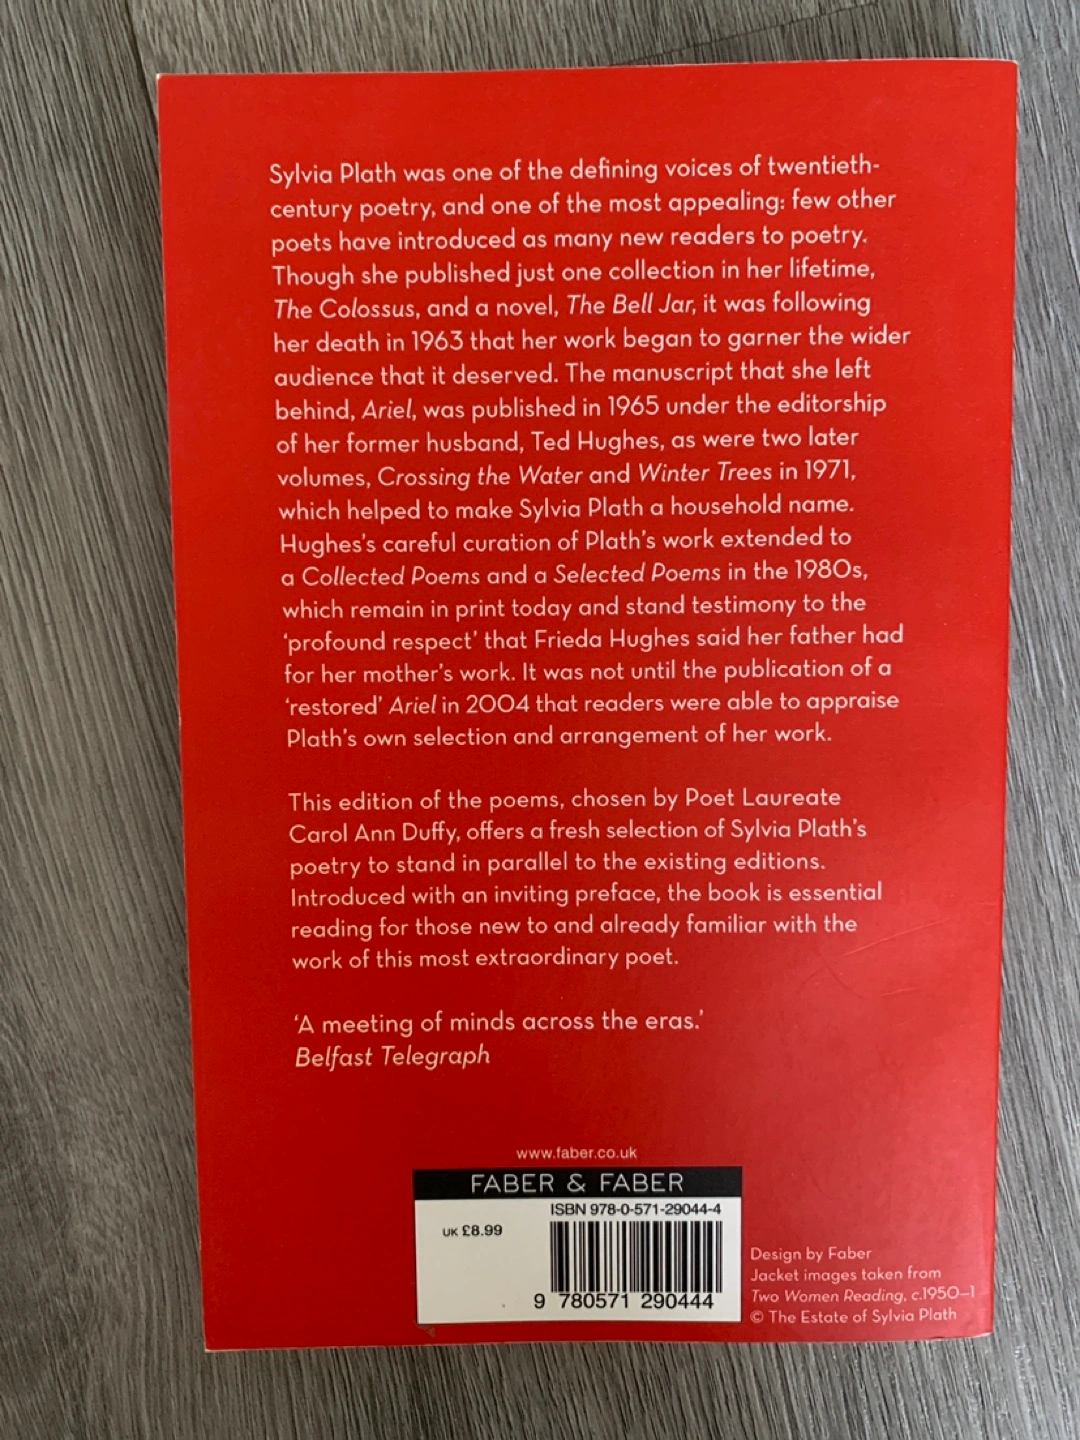 Sylvia Plath was one of the defining voices of twentieth-
century poetry, and one of the most appealing: few other
poets have introduced as many new readers to poetry.
Though she published just one collection in her lifetime,
The Colossus, and a novel, The Bell Jar, it was following
her death in 1963 that her work began to garner the wider
audience that it deserved. The manuscript that she left
behind, Ariel, was published in 1965 under the editorship
of her former husband, Ted Hughes, as were two later
volumes, Crossing the Water and Winter Trees in 1971,
which helped to make Sylvia Plath a household name.
Hughes's careful curation of Plath's work extended to
a Collected Poems and a Selected Poems in the 1980s,
which remain in print today and stand testimony to the
'profound respect' that Frieda Hughes said her father had
for her mother's work. It was not until the publication of a
'restored' Ariel in 2004 that readers were able to appraise
Plath's own selection and arrangement of her work.
This edition of the poems, chosen by Poet Laureate
Carol Ann Duffy, offers a fresh selection of Sylvia Plath's
poetry to stand in parallel to the existing editions.
Introduced with an inviting preface, the book is essential
reading for those new to and already familiar with the
work of this most extraordinary poet.
'A meeting of minds across the eras.'
Belfast Telegraph
www.faber.co.uk
FABER & FABER
ISBN 978-0-571-29044-4
UK £8.99
9 780571 290444
Design by Faber
Jacket images taken from
Two Women Reading, c.1950–1
© The Estate of Sylvia Plath